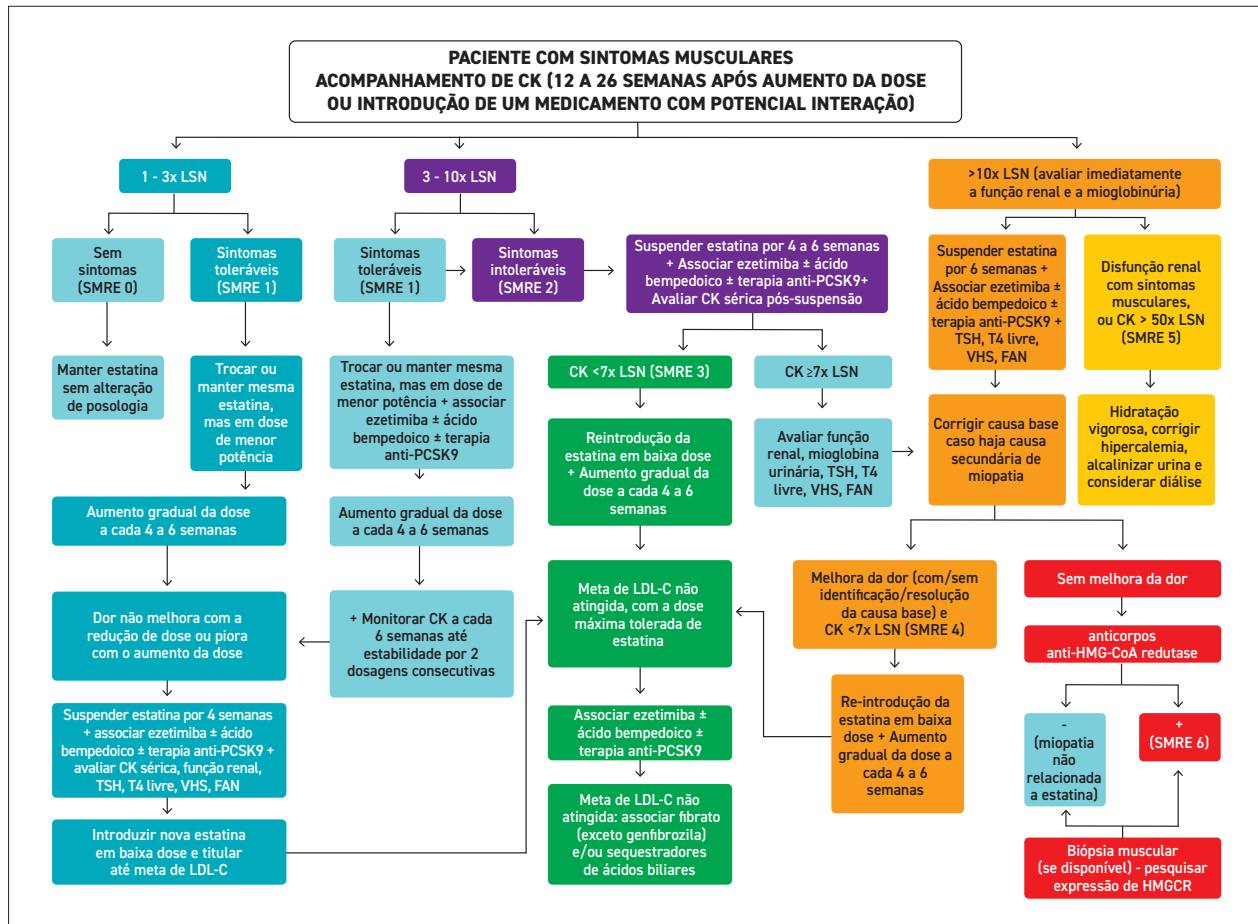 PACIENTE COM SINTOMAS MUSCULARES
ACOMPANHAMENTO DE CK (12 A 26 SEMANAS APÓS AUMENTO DA DOSE
OU INTRODUÇÃO DE UM MEDICAMENTO COM POTENCIAL INTERAÇÃO)
1 - 3x LSN
3 - 10x LSN
>10x LSN (avaliar imediatamente
a função renal e a mioglobinúria)
Sem
sintomas
(SMRE 0)
Sintomas
toleráveis
(SMRE 1)
Sintomas
toleráveis
(SMRE 1)
Sintomas
intoleráveis
(SMRE 2)
Suspender estatina por 4 a 6 semanas
+ Associar ezetimiba ± ácido
bempedoico ± terapia anti-PCSK9+
Avaliar CK sérica pós-suspensão
Suspender estatina
por 6 semanas +
Associar ezetimiba ±
ácido bempedoico ±
terapia anti-PCSK9 +
TSH, T4 livre,
VHS, FAN
Disfunção renal
com sintomas
musculares,
ou CK > 50x LSN
(SMRE 5)
Manter estatina
sem alteração
de posologia
Trocar ou
manter mesma
estatina,
mas em dose
de menor
potência
Trocar ou manter mesma
estatina, mas em dose de
menor potência + associar
ezetimiba ± ácido
bempedoico ± terapia
anti-PCSK9
CK <7x LSN (SMRE 3)
CK ≥7x LSN
Reintrodução da
estatina em baixa dose
+ Aumento gradual da
dose a cada 4 a 6
semanas
Avaliar função
renal, mioglobina
urinária, TSH, T4
livre, VHS, FAN
Corrigir causa base
caso haja causa
secundária de
miopatia
Hidratação
vigorosa, corrigir
hipercalemia,
alcalinizar urina e
considerar diálise
Aumento gradual da dose
a cada 4 a 6 semanas
Aumento gradual da dose
a cada 4 a 6 semanas
Dor não melhora com a
redução de dose ou piora
com o aumento da dose
+ Monitorar CK a cada
6 semanas até
estabilidade por 2
dosagens consecutivas
Meta de LDL-C não
atingida, com a dose
máxima tolerada de
estatina
Melhora da dor (com/sem
identificação/resolução
da causa base) e
CK <7x LSN (SMRE 4)
Sem melhora da dor
anticorpos
anti-HMG-CoA redutase
Suspender estatina por 4 semanas
+ associar ezetimiba ± ácido
bempedoico ± terapia anti-PCSK9 +
avaliar CK sérica, função renal,
TSH, T4 livre, VHS, FAN
Associar ezetimiba ±
ácido bempedoico ±
terapia anti-PCSK9
Re-introdução da
estatina em baixa
dose + Aumento
gradual da dose a
cada 4 a 6
semanas
-
(miopatia
não
relacionada
a estatina)
+
(SMRE 6)
Introduzir nova estatina
em baixa dose e titular
até meta de LDL-C
Meta de LDL-C não
atingida: associar fibrato
(exceto genfibrozila)
e/ou sequestradores
de ácidos biliares
Biópsia muscular
(se disponível) - pesquisar
expressão de HMGCR